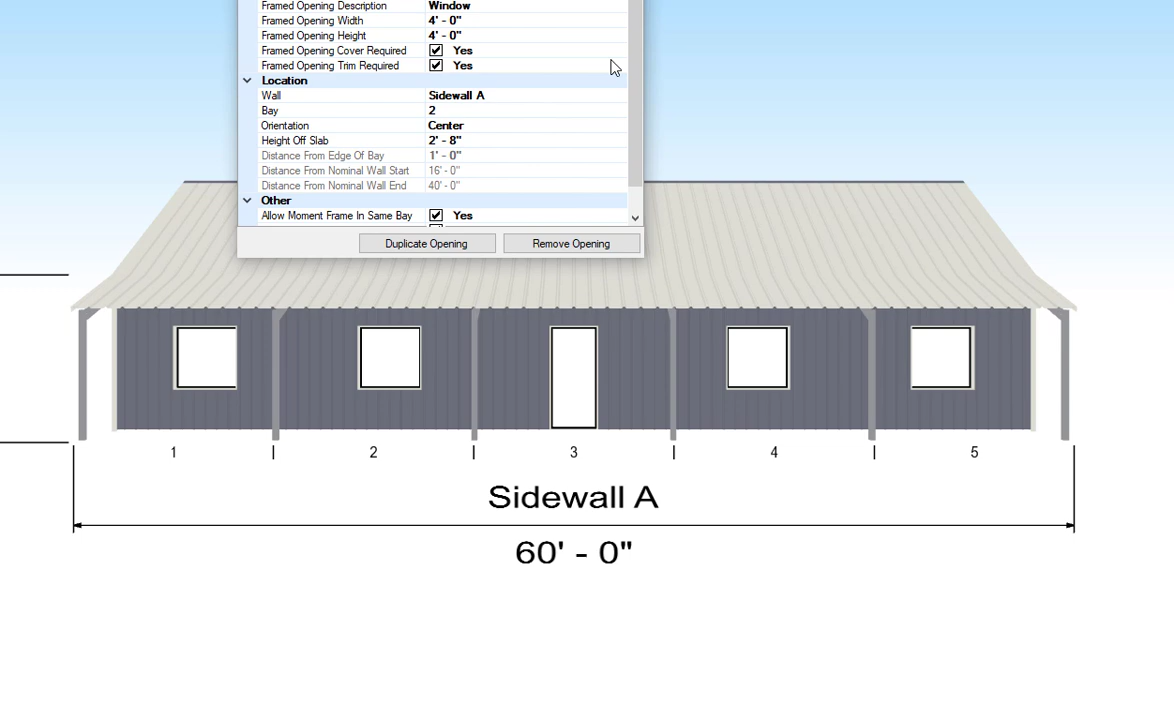 Framed Opening Description Window
Framed Opening Width 4' - 0"
Framed Opening Height 4' - 0"
Framed Opening Cover Required Yes
Framed Opening Trim Required Yes
Location
Wall Sidewall A
Bay 2
Orientation Center
Height Off Slab 2' - 8"
Distance From Edge Of Bay 1' - 0"
Distance From Nominal Wall Start 16' - 0"
Distance From Nominal Wall End 40' - 0"
Other
Allow Moment Frame In Same Bay Yes
Duplicate Opening Remove Opening
1 2 3 4 5
Sidewall A
60' - 0"